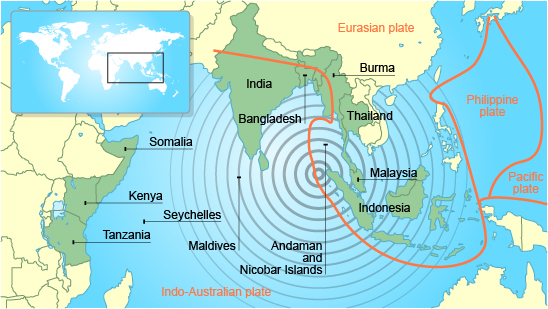 Eurasian plate
Burma
India
Philippine
plate
Bangladesh
Thailand
Somalia
Malaysia
Pacific
plate
Kenya
Indonesia
Seychelles
Tanzania
Maldives
Andaman
and
Nicobar Islands
Indo-Australian plate